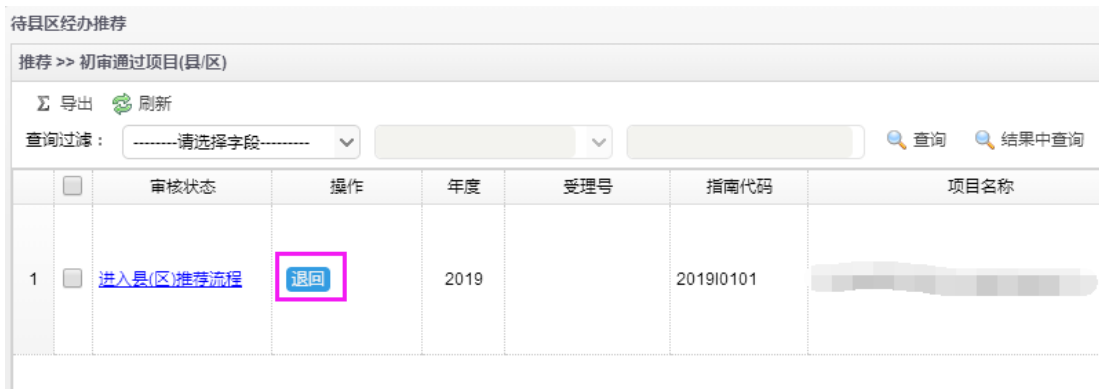 待县区经办推荐
推荐 >> 初审通过项目(县/区)
Σ 导出 刷新
查询过滤： --------请选择字段--------- 查询 结果中查询
审核状态 操作 年度 受理号 指南代码 项目名称
1 进入县(区)推荐流程 退回 2019 2019I0101